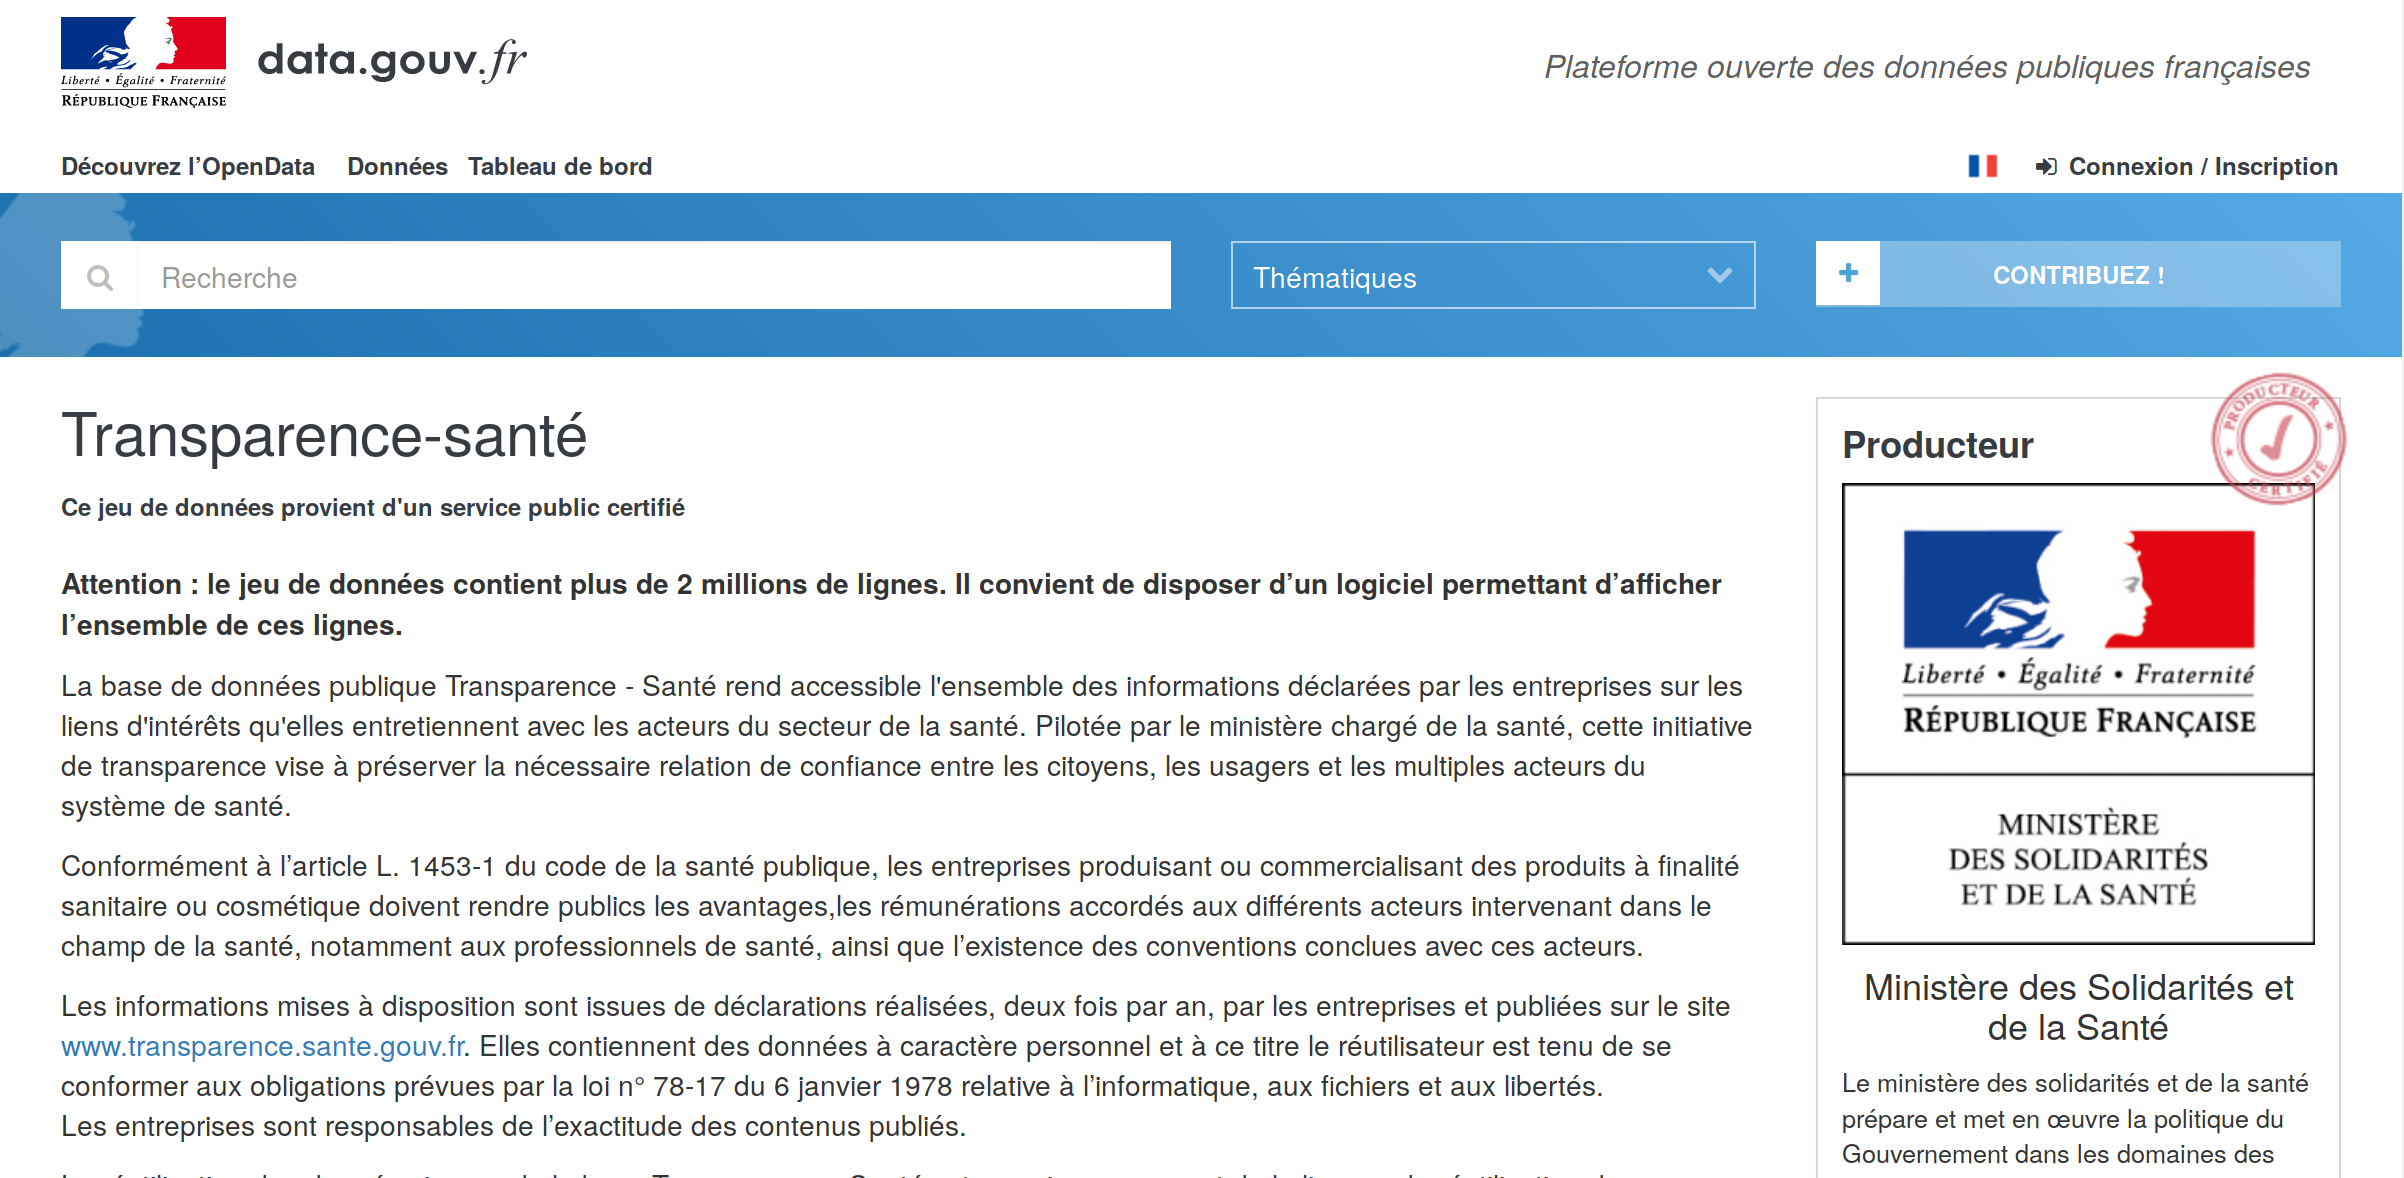 Liberté • Égalité • Fraternité
RÉPUBLIQUE FRANÇAISE
data.gouv.fr
Plateforme ouverte des données publiques françaises
Découvrez l’OpenData Données Tableau de bord
Connexion / Inscription
Recherche
Thématiques
CONTRIBUEZ !
Transparence-santé
Ce jeu de données provient d'un service public certifié
Attention : le jeu de données contient plus de 2 millions de lignes. Il convient de disposer d’un logiciel permettant d’afficher
l’ensemble de ces lignes.
La base de données publique Transparence - Santé rend accessible l'ensemble des informations déclarées par les entreprises sur les
liens d'intérêts qu'elles entretiennent avec les acteurs du secteur de la santé. Pilotée par le ministère chargé de la santé, cette initiative
de transparence vise à préserver la nécessaire relation de confiance entre les citoyens, les usagers et les multiples acteurs du
système de santé.
Conformément à l’article L. 1453-1 du code de la santé publique, les entreprises produisant ou commercialisant des produits à finalité
sanitaire ou cosmétique doivent rendre publics les avantages,les rémunérations accordés aux différents acteurs intervenant dans le
champ de la santé, notamment aux professionnels de santé, ainsi que l’existence des conventions conclues avec ces acteurs.
Les informations mises à disposition sont issues de déclarations réalisées, deux fois par an, par les entreprises et publiées sur le site
www.transparence.sante.gouv.fr. Elles contiennent des données à caractère personnel et à ce titre le réutilisateur est tenu de se
conformer aux obligations prévues par la loi n° 78-17 du 6 janvier 1978 relative à l’informatique, aux fichiers et aux libertés.
Les entreprises sont responsables de l’exactitude des contenus publiés.
Producteur
PRODUCTEUR
CERTIFIÉ
Liberté • Égalité • Fraternité
RÉPUBLIQUE FRANÇAISE
MINISTÈRE
DES SOLIDARITÉS
ET DE LA SANTÉ
Ministère des Solidarités et
de la Santé
Le ministère des solidarités et de la santé
prépare et met en œuvre la politique du
Gouvernement dans les domaines des